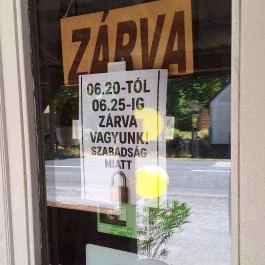 ZÁRVA
06.20-TÓL
06.25-IG
ZÁRVA
VAGYUNK!
SZABADSÁG
MIATT